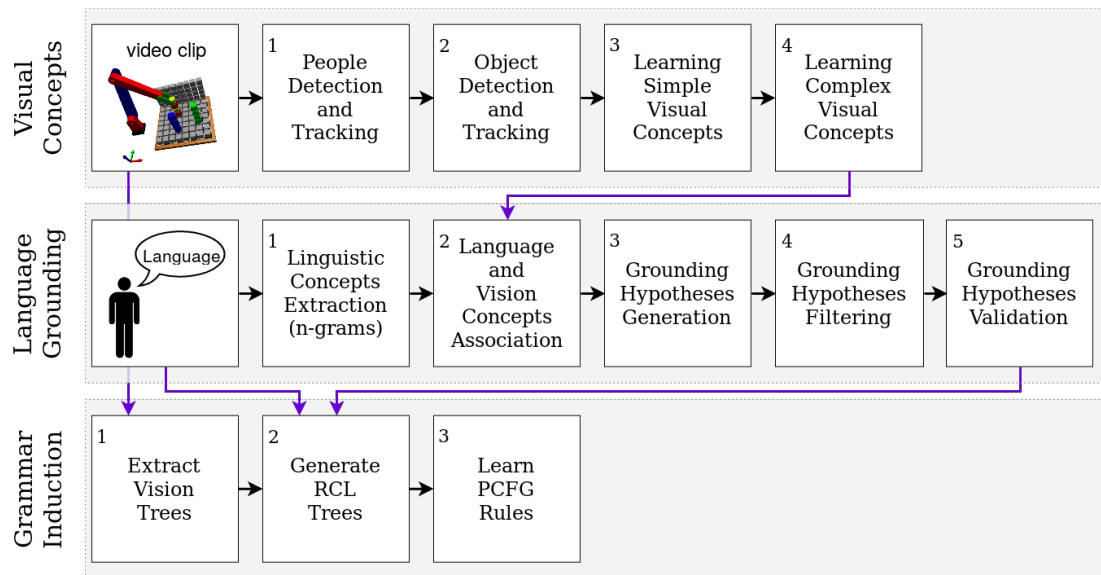 Visual
Concepts
video clip
1
People
Detection
and
Tracking
2
Object
Detection
and
Tracking
3
Learning
Simple
Visual
Concepts
4
Learning
Complex
Visual
Concepts
Language
Grounding
Language
1
Linguistic
Concepts
Extraction
(n-grams)
2
Language
and
Vision
Concepts
Association
3
Grounding
Hypotheses
Generation
4
Grounding
Hypotheses
Filtering
5
Grounding
Hypotheses
Validation
Grammar
Induction
1
Extract
Vision
Trees
2
Generate
RCL
Trees
3
Learn
PCFG
Rules